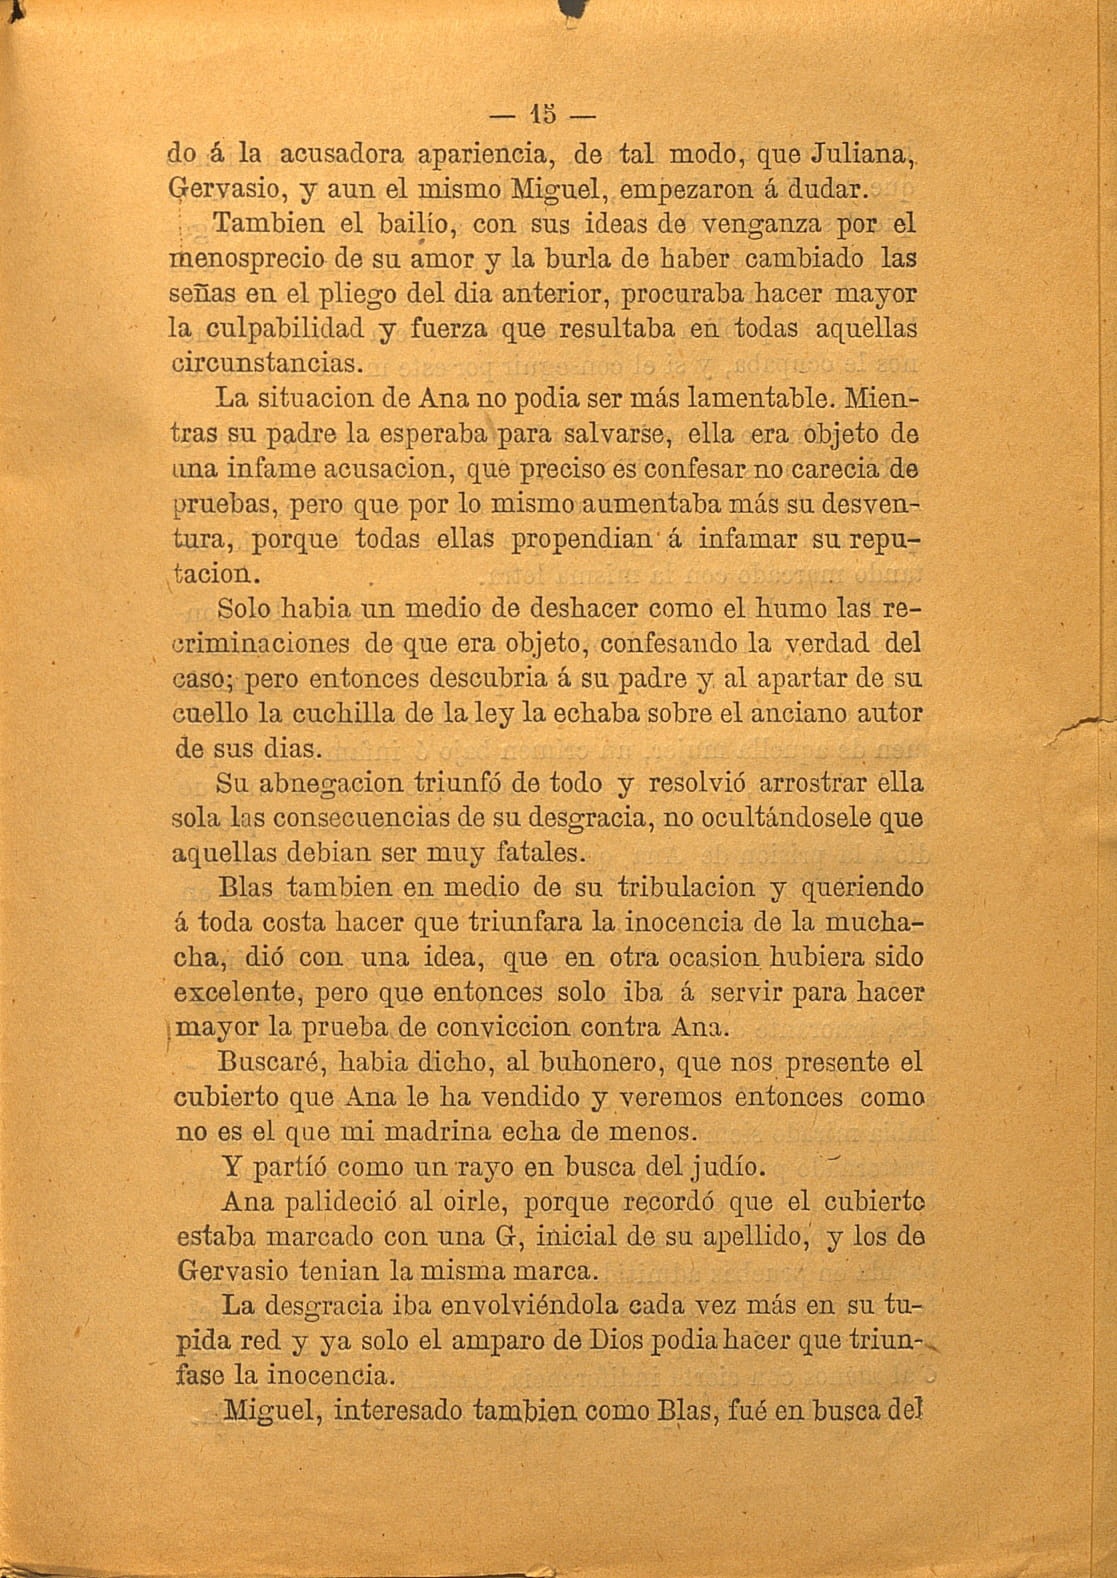 — 15 —
do á la acusadora apariencia, de tal modo, que Juliana,
Gervasio, y aun el mismo Miguel, empezaron á dudar.
Tambien el bailío, con sus ideas de venganza por el
menosprecio de su amor y la burla de haber cambiado las
señas en el pliego del dia anterior, procuraba hacer mayor
la culpabilidad y fuerza que resultaba en todas aquellas
circunstancias.
La situacion de Ana no podia ser más lamentable. Mien-
tras su padre la esperaba para salvarse, ella era objeto de
una infame acusacion, que preciso es confesar no carecia de
pruebas, pero que por lo mismo aumentaba más su desven-
tura, porque todas ellas propendian á infamar su repu-
tacion.
Solo habia un medio de deshacer como el humo las re-
criminaciones de que era objeto, confesando la verdad del
caso; pero entonces descubria á su padre y al apartar de su
cuello la cuchilla de la ley la echaba sobre el anciano autor
de sus dias.
Su abnegacion triunfó de todo y resolvió arrostrar ella
sola las consecuencias de su desgracia, no ocultándosele que
aquellas debian ser muy fatales.
Blas tambien en medio de su tribulacion y queriendo
á toda costa hacer que triunfara la inocencia de la mucha-
cha, dió con una idea, que en otra ocasion hubiera sido
excelente, pero que entonces solo iba á servir para hacer
mayor la prueba de conviccion contra Ana.
Buscaré, habia dicho, al buhonero, que nos presente el
cubierto que Ana le ha vendido y veremos entonces como
no es el que mi madrina echa de menos.
Y partíó como un rayo en busca del judío.
Ana palideció al oirle, porque recordó que el cubierto
estaba marcado con una G, inicial de su apellido, y los de
Gervasio tenian la misma marca.
La desgracia iba envolviéndola cada vez más en su tu-
pida red y ya solo el amparo de Dios podia hacer que triun-
fase la inocencia.
Miguel, interesado tambien como Blas, fué en busca del